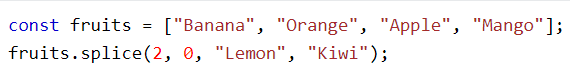 const fruits = ["Banana", "Orange", "Apple", "Mango"];
fruits.splice(2, 0, "Lemon", "Kiwi");